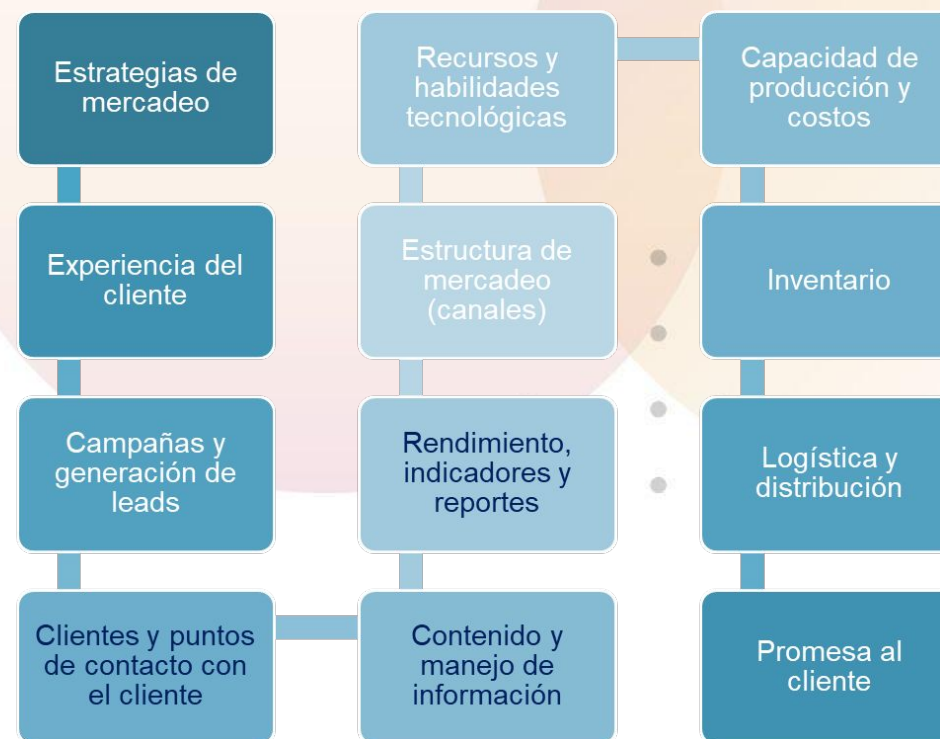 Estrategias de
mercadeo
Experiencia del
cliente
Campañas y
generación de
leads
Clientes y puntos
de contacto con
el cliente
Contenido y
manejo de
información
Rendimiento,
indicadores y
reportes
Estructura de
mercadeo
(canales)
Recursos y
habilidades
tecnológicas
Capacidad de
producción y
costos
Inventario
Logística y
distribución
Promesa al
cliente